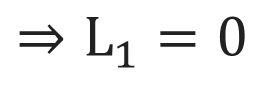 ⇒ L₁ = 0